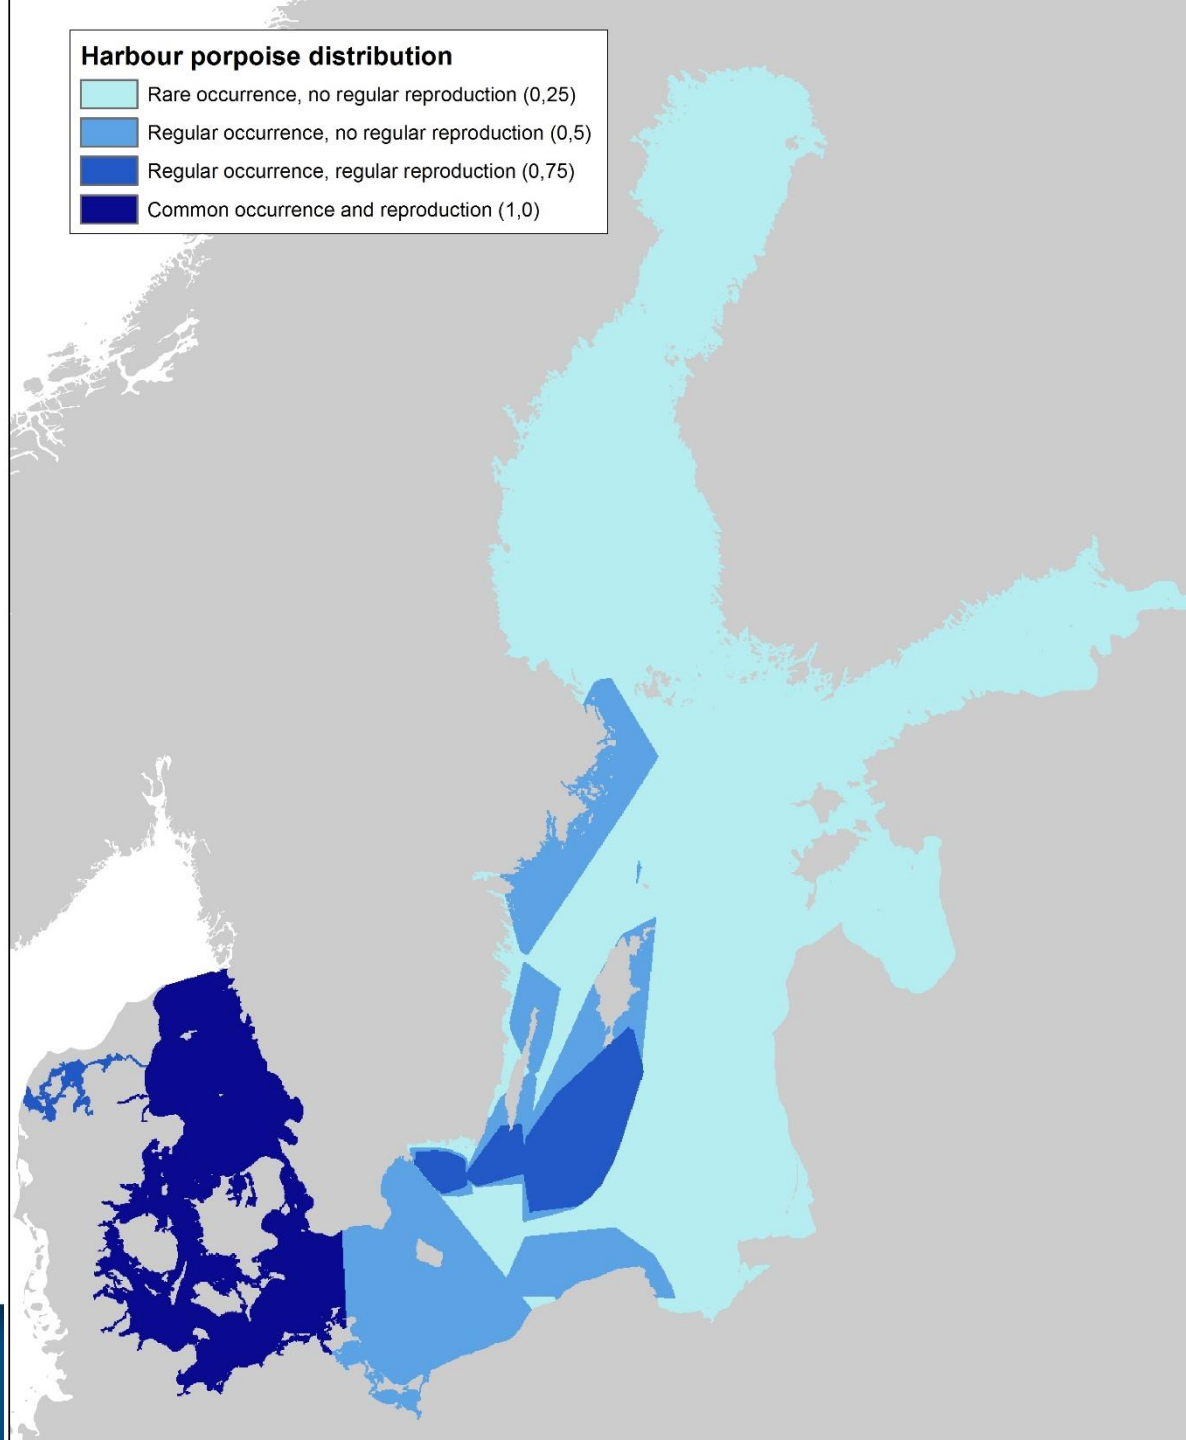 Harbour porpoise distribution
Rare occurrence, no regular reproduction (0,25)
Regular occurrence, no regular reproduction (0,5)
Regular occurrence, regular reproduction (0,75)
Common occurrence and reproduction (1,0)